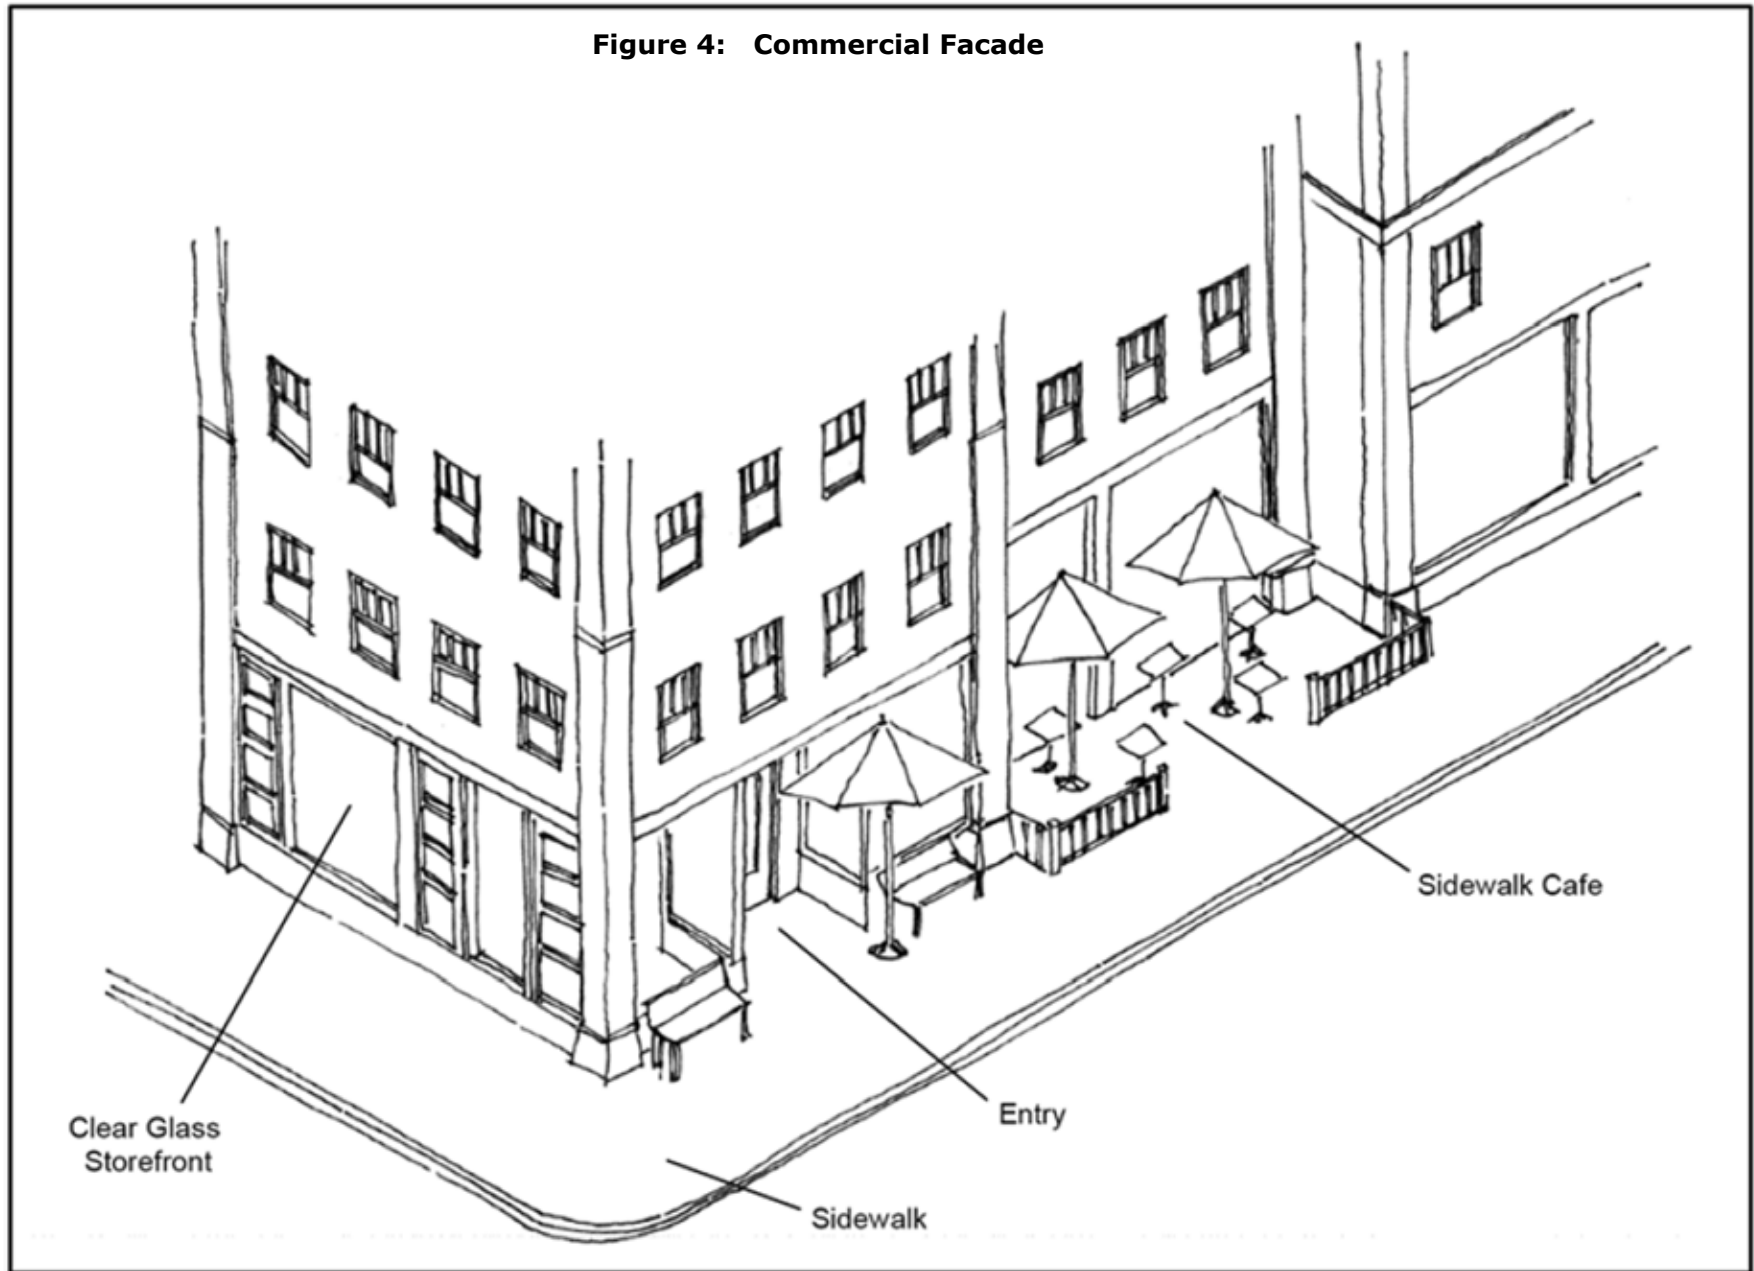 Figure 4: Commercial Facade
Sidewalk Cafe
Entry
Clear Glass
Storefront
Sidewalk